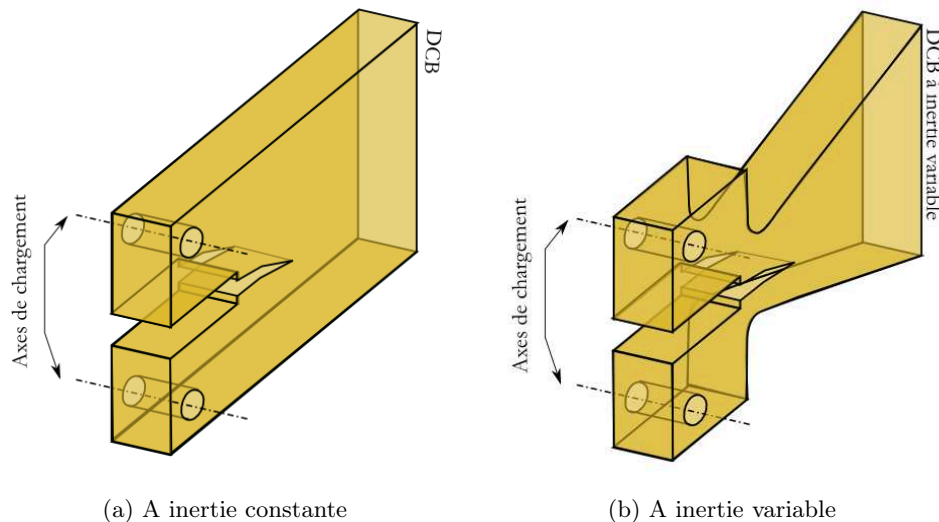 DCB
Axes de chargement
DCB à inertie
variable
Axes de chargement
(a) A inertie constante
(b) A inertie variable